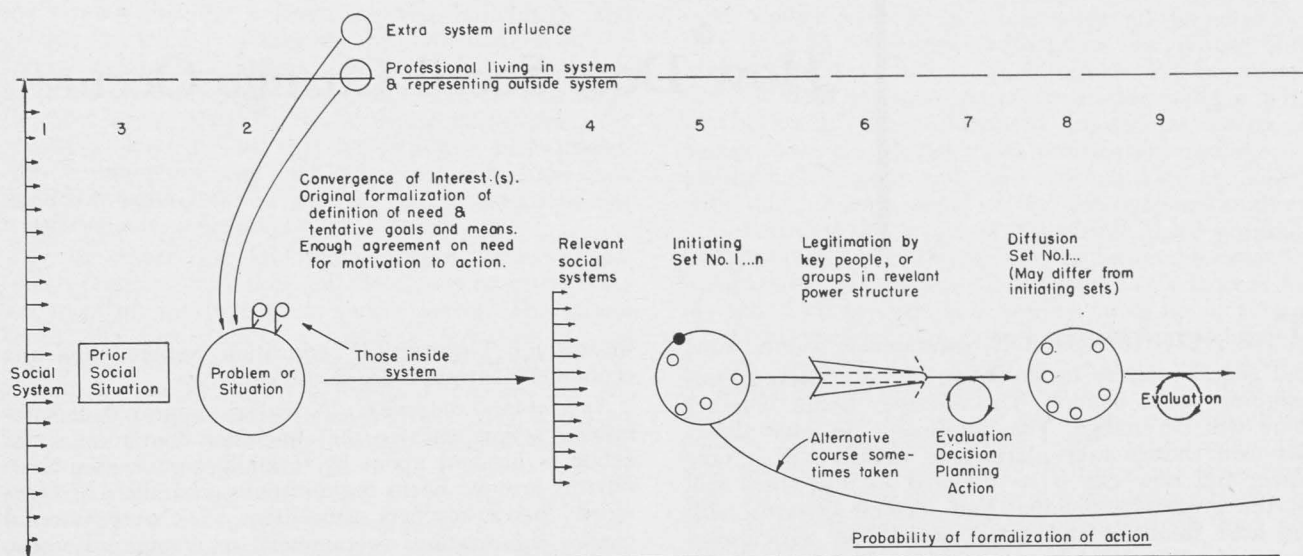 Extra system influence
Professional living in system
& representing outside system
1
3
2
4
5
6
7
8
9
Convergence of Interest.(s).
Original formalization of
definition of need &
tentative goals and means.
Enough agreement on need
for motivation to action.
Relevant
social
systems
Initiating
Set No. 1...n
Legitimation by
key people, or
groups in revelant
power structure
Diffusion
Set No.1...
(May differ from
initiating sets)
Social
System
Prior
Social
Situation
Problem or
Situation
Those inside
system
Alternative
course some-
times taken
Evaluation
Decision
Planning
Action
Evaluation
Probability of formalization of action